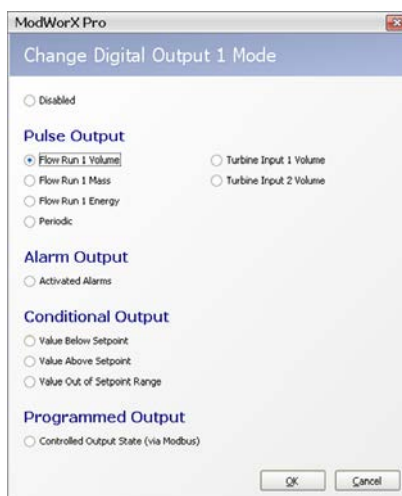 ModWorX Pro
Change Digital Output 1 Mode
Disabled
Pulse Output
Flow Run 1 Volume
Turbine Input 1 Volume
Flow Run 1 Mass
Turbine Input 2 Volume
Flow Run 1 Energy
Periodic
Alarm Output
Activated Alarms
Conditional Output
Value Below Setpoint
Value Above Setpoint
Value Out of Setpoint Range
Programmed Output
Controlled Output State (via Modbus)
OK
Cancel